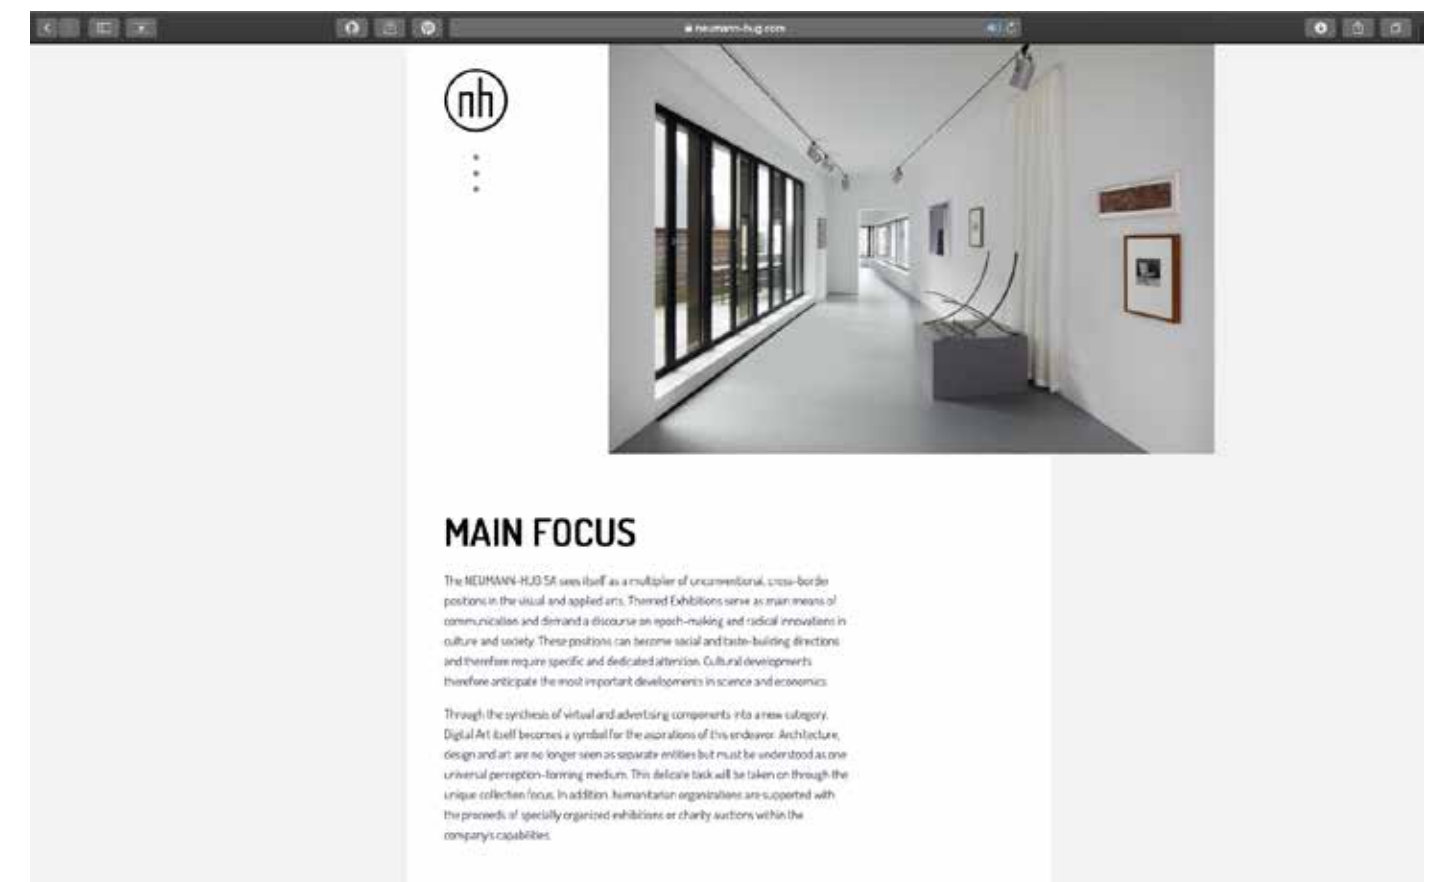 neumann-hug.com
nh
MAIN FOCUS
The NEUMANN-HUG SA sees itself as a multiplier of unconventional, cross-border
positions in the visual and applied arts. Themed Exhibitions serve as main means of
communication and demand a discourse on epoch-making and radical innovations in
culture and society. These positions can become social and taste-building directions
and therefore require specific and dedicated attention. Cultural developments
therefore anticipate the most important developments in science and economics.
Through the synthesis of virtual and advertising components into a new category,
Digital Art itself becomes a symbol for the aspirations of this endeavor. Architecture,
design and art are no longer seen as separate entities but must be understood as one
universal perception-forming medium. This delicate task will be taken on through the
unique collection focus. In addition, humanitarian organizations are supported with
the proceeds of specially organized exhibitions or charity auctions within the
company's capabilities.